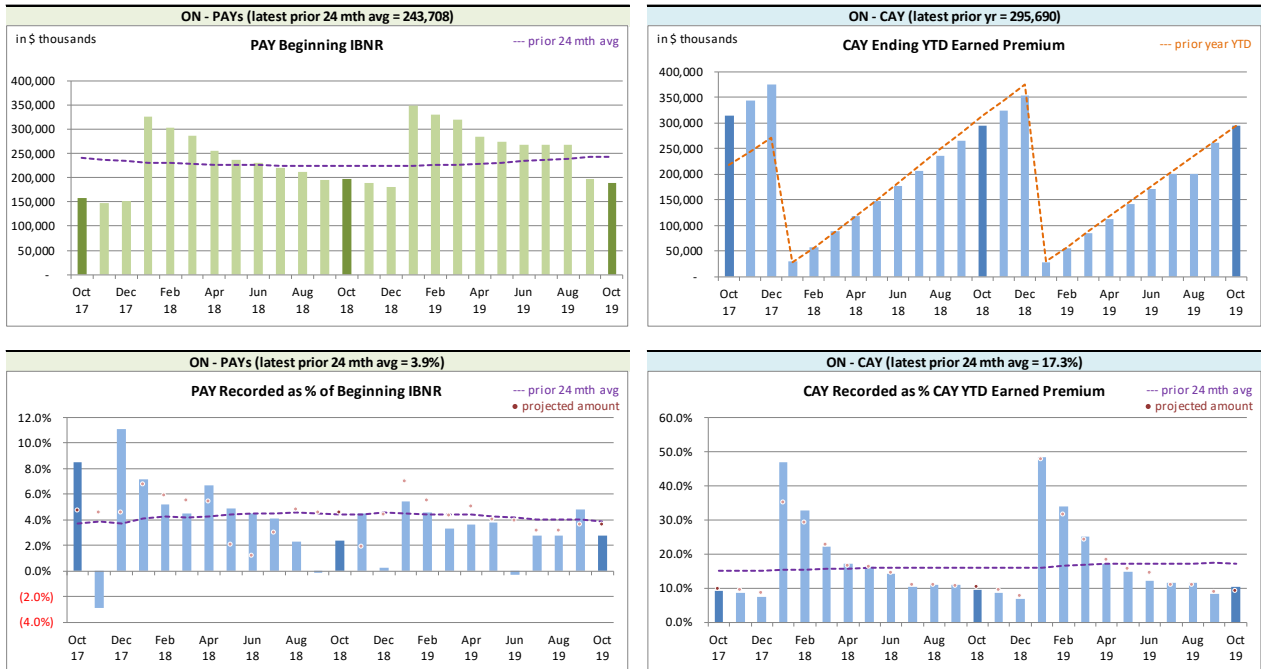 ON - PAYs (latest prior 24 mth avg = 243,708)
in $ thousands
PAY Beginning IBNR
--- prior 24 mth avg
400,000
350,000
300,000
250,000
200,000
150,000
100,000
50,000
-
Oct Dec Feb Apr Jun Aug Oct Dec Feb Apr Jun Aug Oct
17 17 18 18 18 18 18 18 19 19 19 19 19
ON - CAY (latest prior yr = 295,690)
in $ thousands
CAY Ending YTD Earned Premium
--- prior year YTD
400,000
350,000
300,000
250,000
200,000
150,000
100,000
50,000
-
Oct Dec Feb Apr Jun Aug Oct Dec Feb Apr Jun Aug Oct
17 17 18 18 18 18 18 18 19 19 19 19 19
ON - PAYs (latest prior 24 mth avg = 3.9%)
PAY Recorded as % of Beginning IBNR
--- prior 24 mth avg
• projected amount
12.0%
10.0%
8.0%
6.0%
4.0%
2.0%
0.0%
(2.0%)
(4.0%)
Oct Dec Feb Apr Jun Aug Oct Dec Feb Apr Jun Aug Oct
17 17 18 18 18 18 18 18 19 19 19 19 19
ON - CAY (latest prior 24 mth avg = 17.3%)
CAY Recorded as % CAY YTD Earned Premium
--- prior 24 mth avg
• projected amount
60.0%
50.0%
40.0%
30.0%
20.0%
10.0%
0.0%
Oct Dec Feb Apr Jun Aug Oct Dec Feb Apr Jun Aug Oct
17 17 18 18 18 18 18 18 19 19 19 19 19